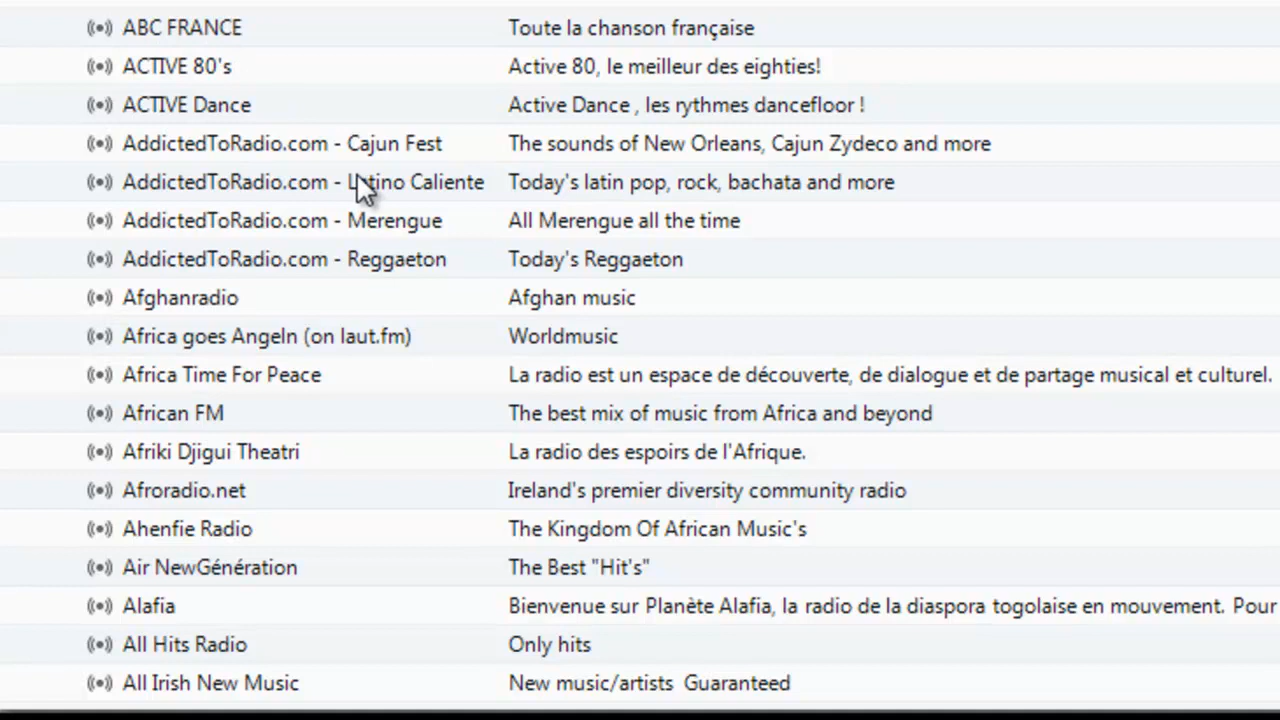 ABC FRANCE Toute la chanson française
ACTIVE 80's Active 80, le meilleur des eighties!
ACTIVE Dance Active Dance , les rythmes dancefloor !
AddictedToRadio.com - Cajun Fest The sounds of New Orleans, Cajun Zydeco and more
AddictedToRadio.com - Latino Caliente Today's latin pop, rock, bachata and more
AddictedToRadio.com - Merengue All Merengue all the time
AddictedToRadio.com - Reggaeton Today's Reggaeton
Afghanradio Afghan music
Africa goes Angeln (on laut.fm) Worldmusic
Africa Time For Peace La radio est un espace de découverte, de dialogue et de partage musical et culturel.
African FM The best mix of music from Africa and beyond
Afriki Djigui Theatri La radio des espoirs de l'Afrique.
Afroradio.net Ireland's premier diversity community radio
Ahenfie Radio The Kingdom Of African Music's
Air NewGénération The Best "Hit's"
Alafia Bienvenue sur Planète Alafia, la radio de la diaspora togolaise en mouvement. Pour
All Hits Radio Only hits
All Irish New Music New music/artists  Guaranteed